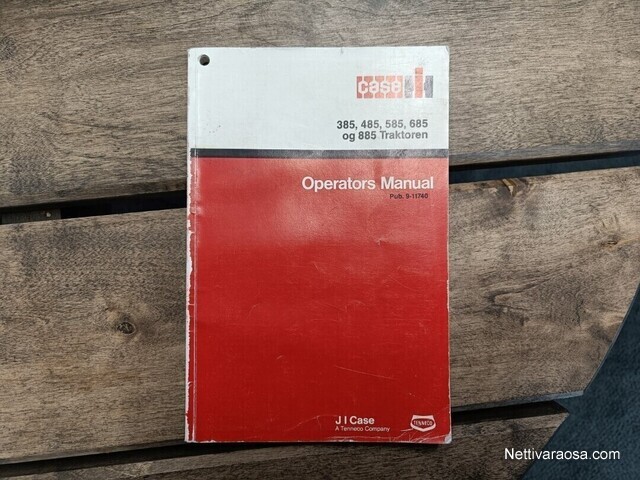 case IH
385, 485, 585, 685
og 885 Traktoren
Operators Manual
Pub. 9-11740
J I Case
A Tenneco Company
TENNECO
Nettivaraosa.com